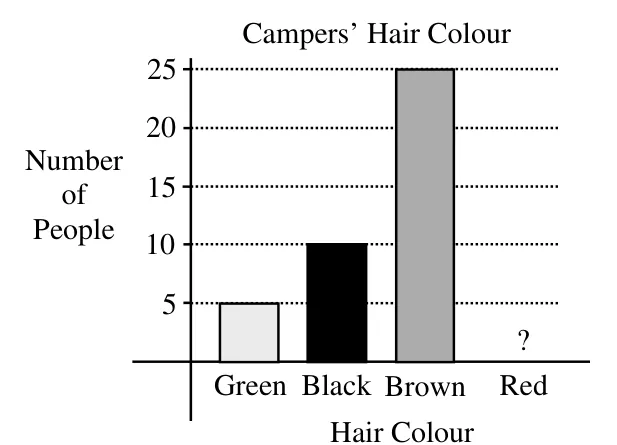 Campers’ Hair Colour
25
20
15
10
5
Number
of
People
?
Green Black Brown Red
Hair Colour